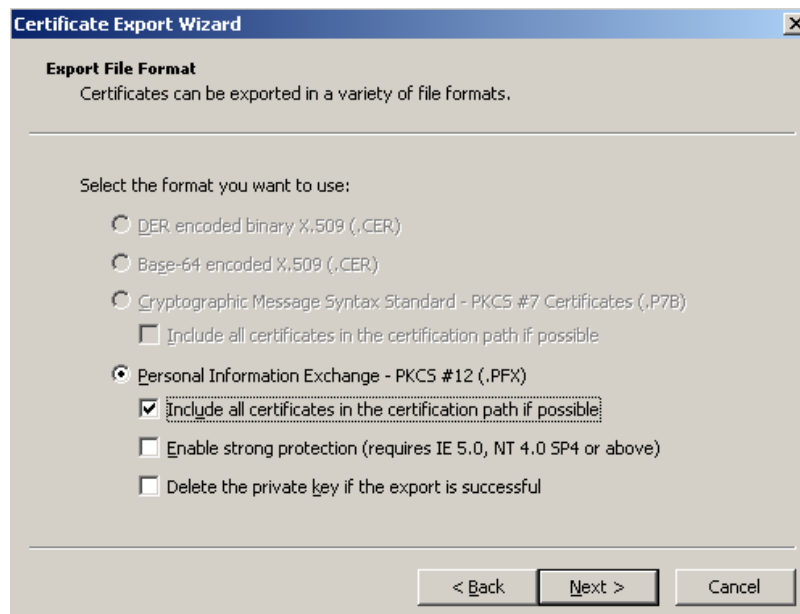 Certificate Export Wizard
Export File Format
Certificates can be exported in a variety of file formats.
Select the format you want to use:
DER encoded binary X.509 (.CER)
Base-64 encoded X.509 (.CER)
Cryptographic Message Syntax Standard - PKCS #7 Certificates (.P7B)
Include all certificates in the certification path if possible
Personal Information Exchange - PKCS #12 (.PFX)
Include all certificates in the certification path if possible
Enable strong protection (requires IE 5.0, NT 4.0 SP4 or above)
Delete the private key if the export is successful
< Back Next > Cancel